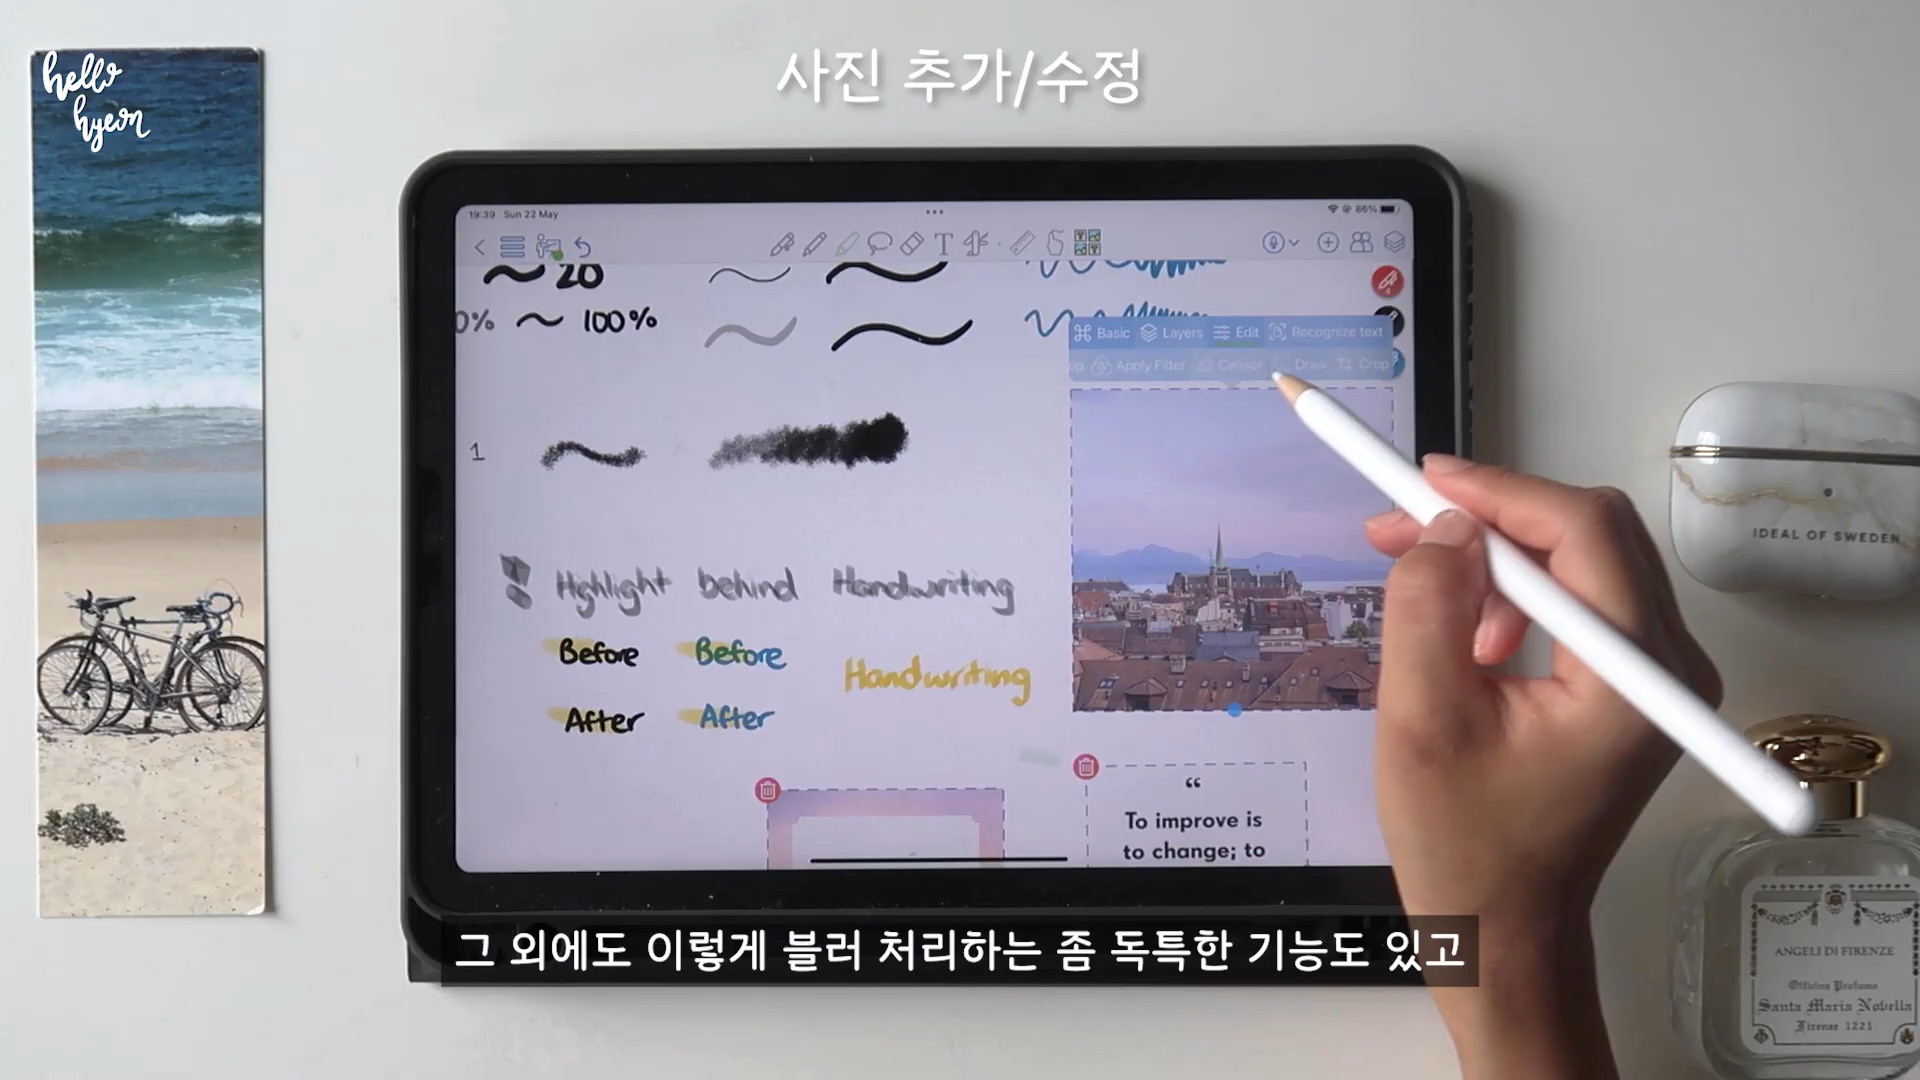 hello
hyeon
사진 추가/수정
19:39 Sun 22 May
86%
T
20
0% 100%
Basic Layers Edit Recognize text
op Apply Filter Censor Draw Crop
1
Highlight behind Handwriting
Before Before
Handwriting
After After
“
To improve is
to change; to
그 외에도 이렇게 블러 처리하는 좀 독특한 기능도 있고
IDEAL OF SWEDEN
ANGELI DI FIRENZE
Officina Profumo
Santa Maria Novella
Firenze 1221